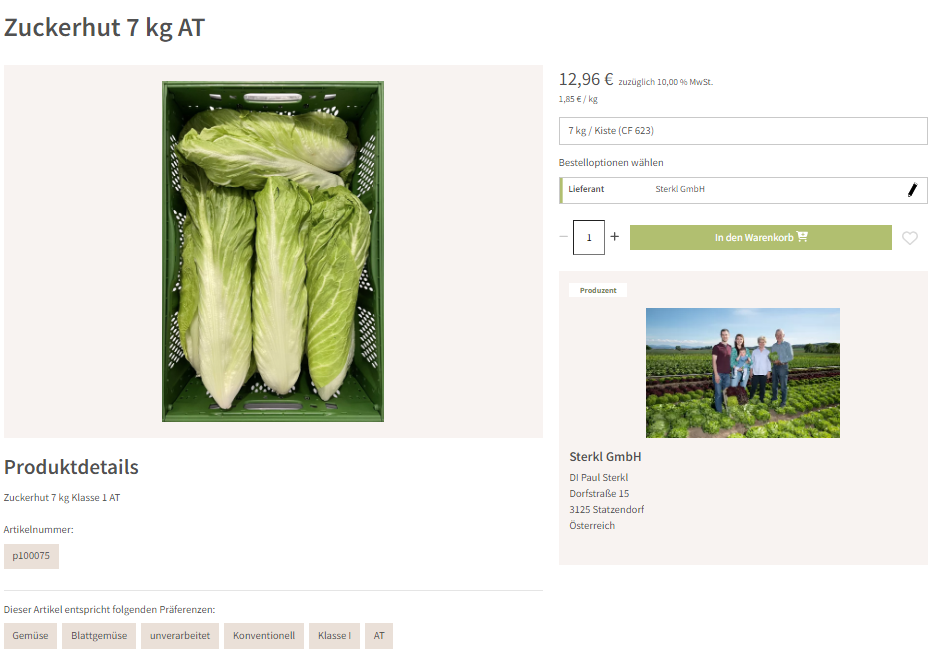 Zuckerhut 7 kg AT
12,96 € zuzüglich 10,00 % MwSt.
1,85 € / kg
7 kg / Kiste (CF 623)
Bestelloptionen wählen
Lieferant Sterkl GmbH
− 1 + In den Warenkorb
Produzent
Sterkl GmbH
DI Paul Sterkl
Dorfstraße 15
3125 Statzendorf
Österreich
Produktdetails
Zuckerhut 7 kg Klasse 1 AT
Artikelnummer:
p100075
Dieser Artikel entspricht folgenden Präferenzen:
Gemüse Blattgemüse unverarbeitet Konventionell Klasse I AT